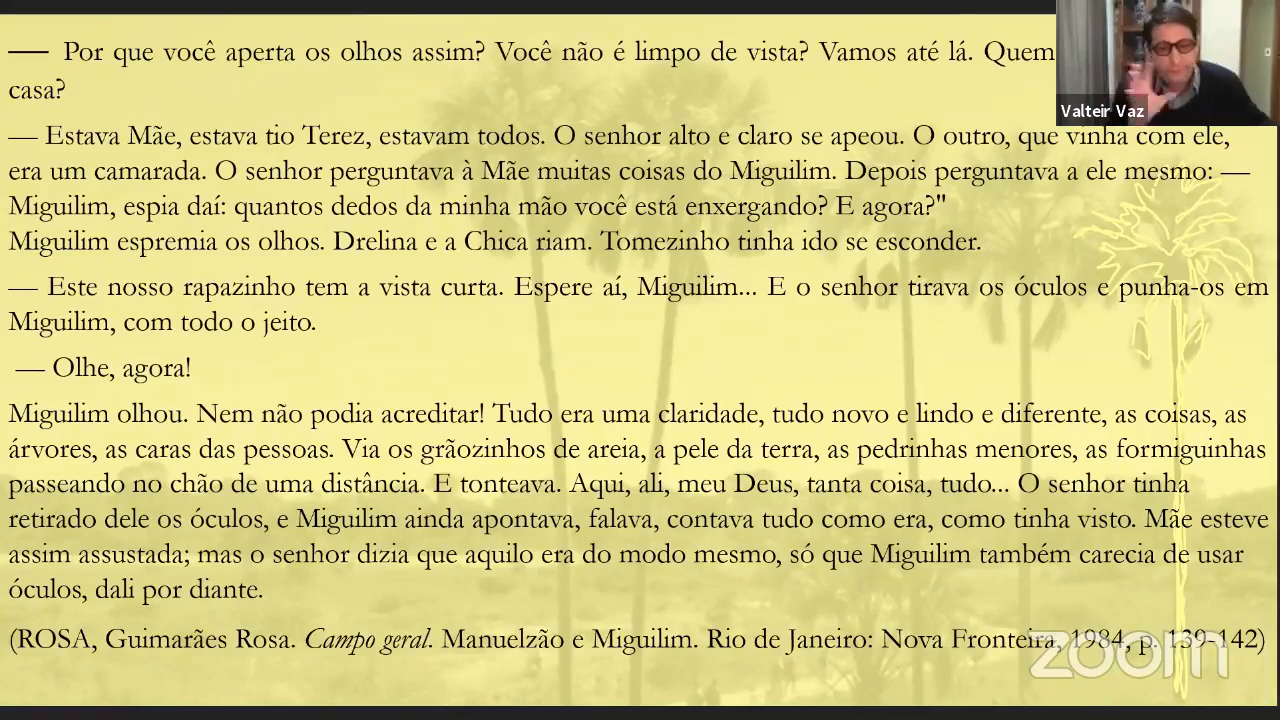 — Por que você aperta os olhos assim? Você não é limpo de vista? Vamos até lá. Quem
casa?
— Estava Mãe, estava tio Terez, estavam todos. O senhor alto e claro se apeou. O outro, que vinha com ele,
era um camarada. O senhor perguntava à Mãe muitas coisas do Miguilim. Depois perguntava a ele mesmo: —
Miguilim, espia daí: quantos dedos da minha mão você está enxergando? E agora?"
Miguilim espremia os olhos. Drelina e a Chica riam. Tomezinho tinha ido se esconder.
— Este nosso rapazinho tem a vista curta. Espere aí, Miguilim... E o senhor tirava os óculos e punha-os em
Miguilim, com todo o jeito.
— Olhe, agora!
Miguilim olhou. Nem não podia acreditar! Tudo era uma claridade, tudo novo e lindo e diferente, as coisas, as
árvores, as caras das pessoas. Via os grãozinhos de areia, a pele da terra, as pedrinhas menores, as formiguinhas
passeando no chão de uma distância. E tonteava. Aqui, ali, meu Deus, tanta coisa, tudo... O senhor tinha
retirado dele os óculos, e Miguilim ainda apontava, falava, contava tudo como era, como tinha visto. Mãe esteve
assim assustada; mas o senhor dizia que aquilo era do modo mesmo, só que Miguilim também carecia de usar
óculos, dali por diante.
(ROSA, Guimarães Rosa. Campo geral. Manuelzão e Miguilim. Rio de Janeiro: Nova Fronteira, 1984, p. 139-142)
Valteir Vaz
zoom